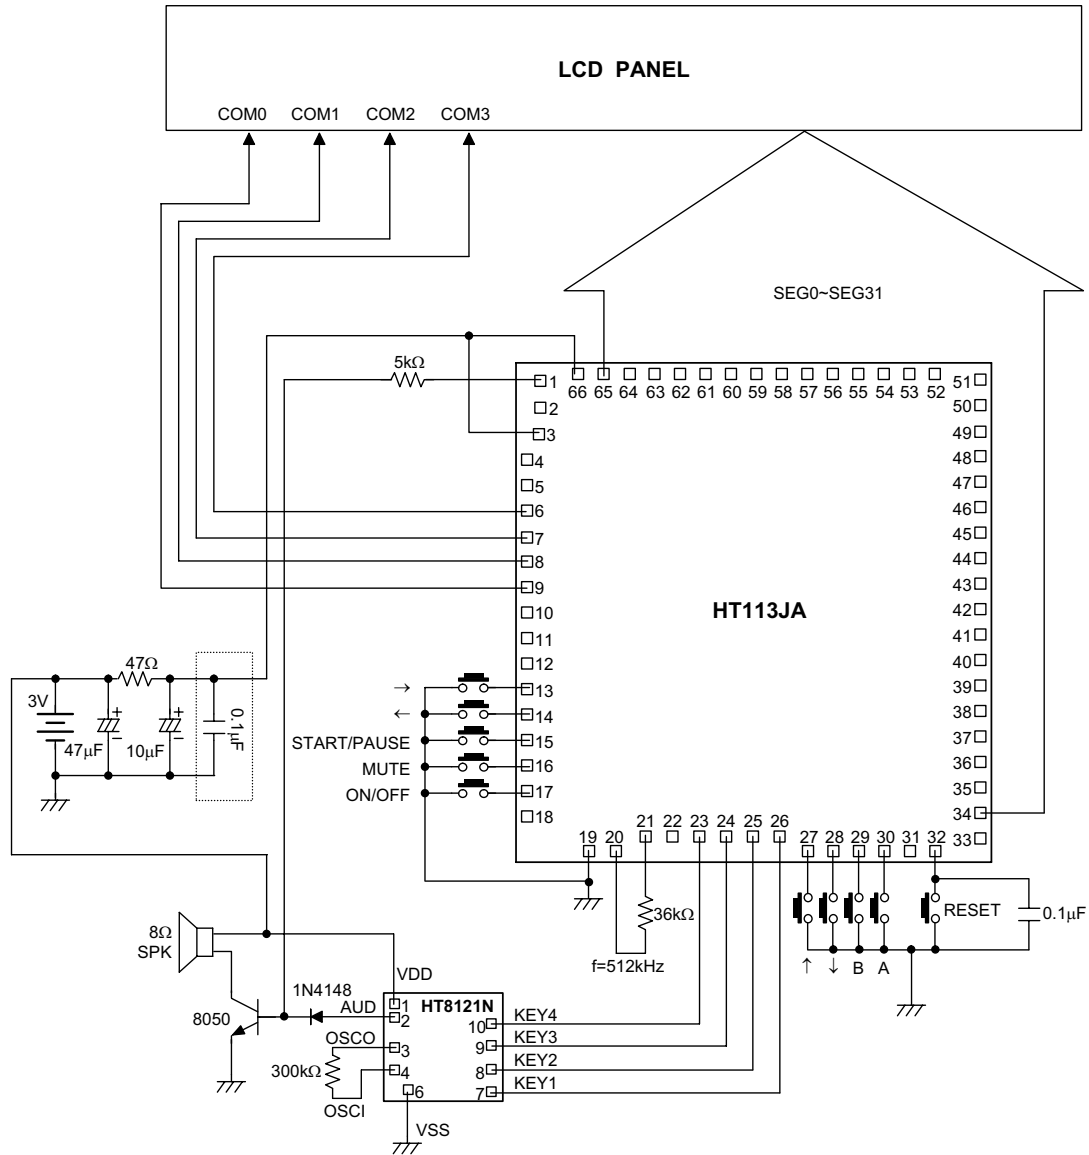 LCD PANEL
COM0 COM1 COM2 COM3
SEG0~SEG31
5kΩ
1
2
3
4
5
6
7
8
9
10
11
12
13
14
15
16
17
18
66 65 64 63 62 61 60 59 58 57 56 55 54 53 52
51
50
49
48
47
46
45
44
43
42
41
40
39
38
37
36
35
34
33
HT113JA
→
←
START/PAUSE
MUTE
ON/OFF
47Ω
3V
+
+
−
−
47µF
10µF
0.1µF
19 20 21 22 23 24 25 26 27 28 29 30 31 32
36kΩ
f=512kHz
RESET
0.1µF
↑ ↓ B A
8Ω
SPK
VDD
1N4148
AUD
8050
OSCO
300kΩ
OSCI
HT8121N
1
2
3
4
6
10
9
8
7
KEY4
KEY3
KEY2
KEY1
VSS